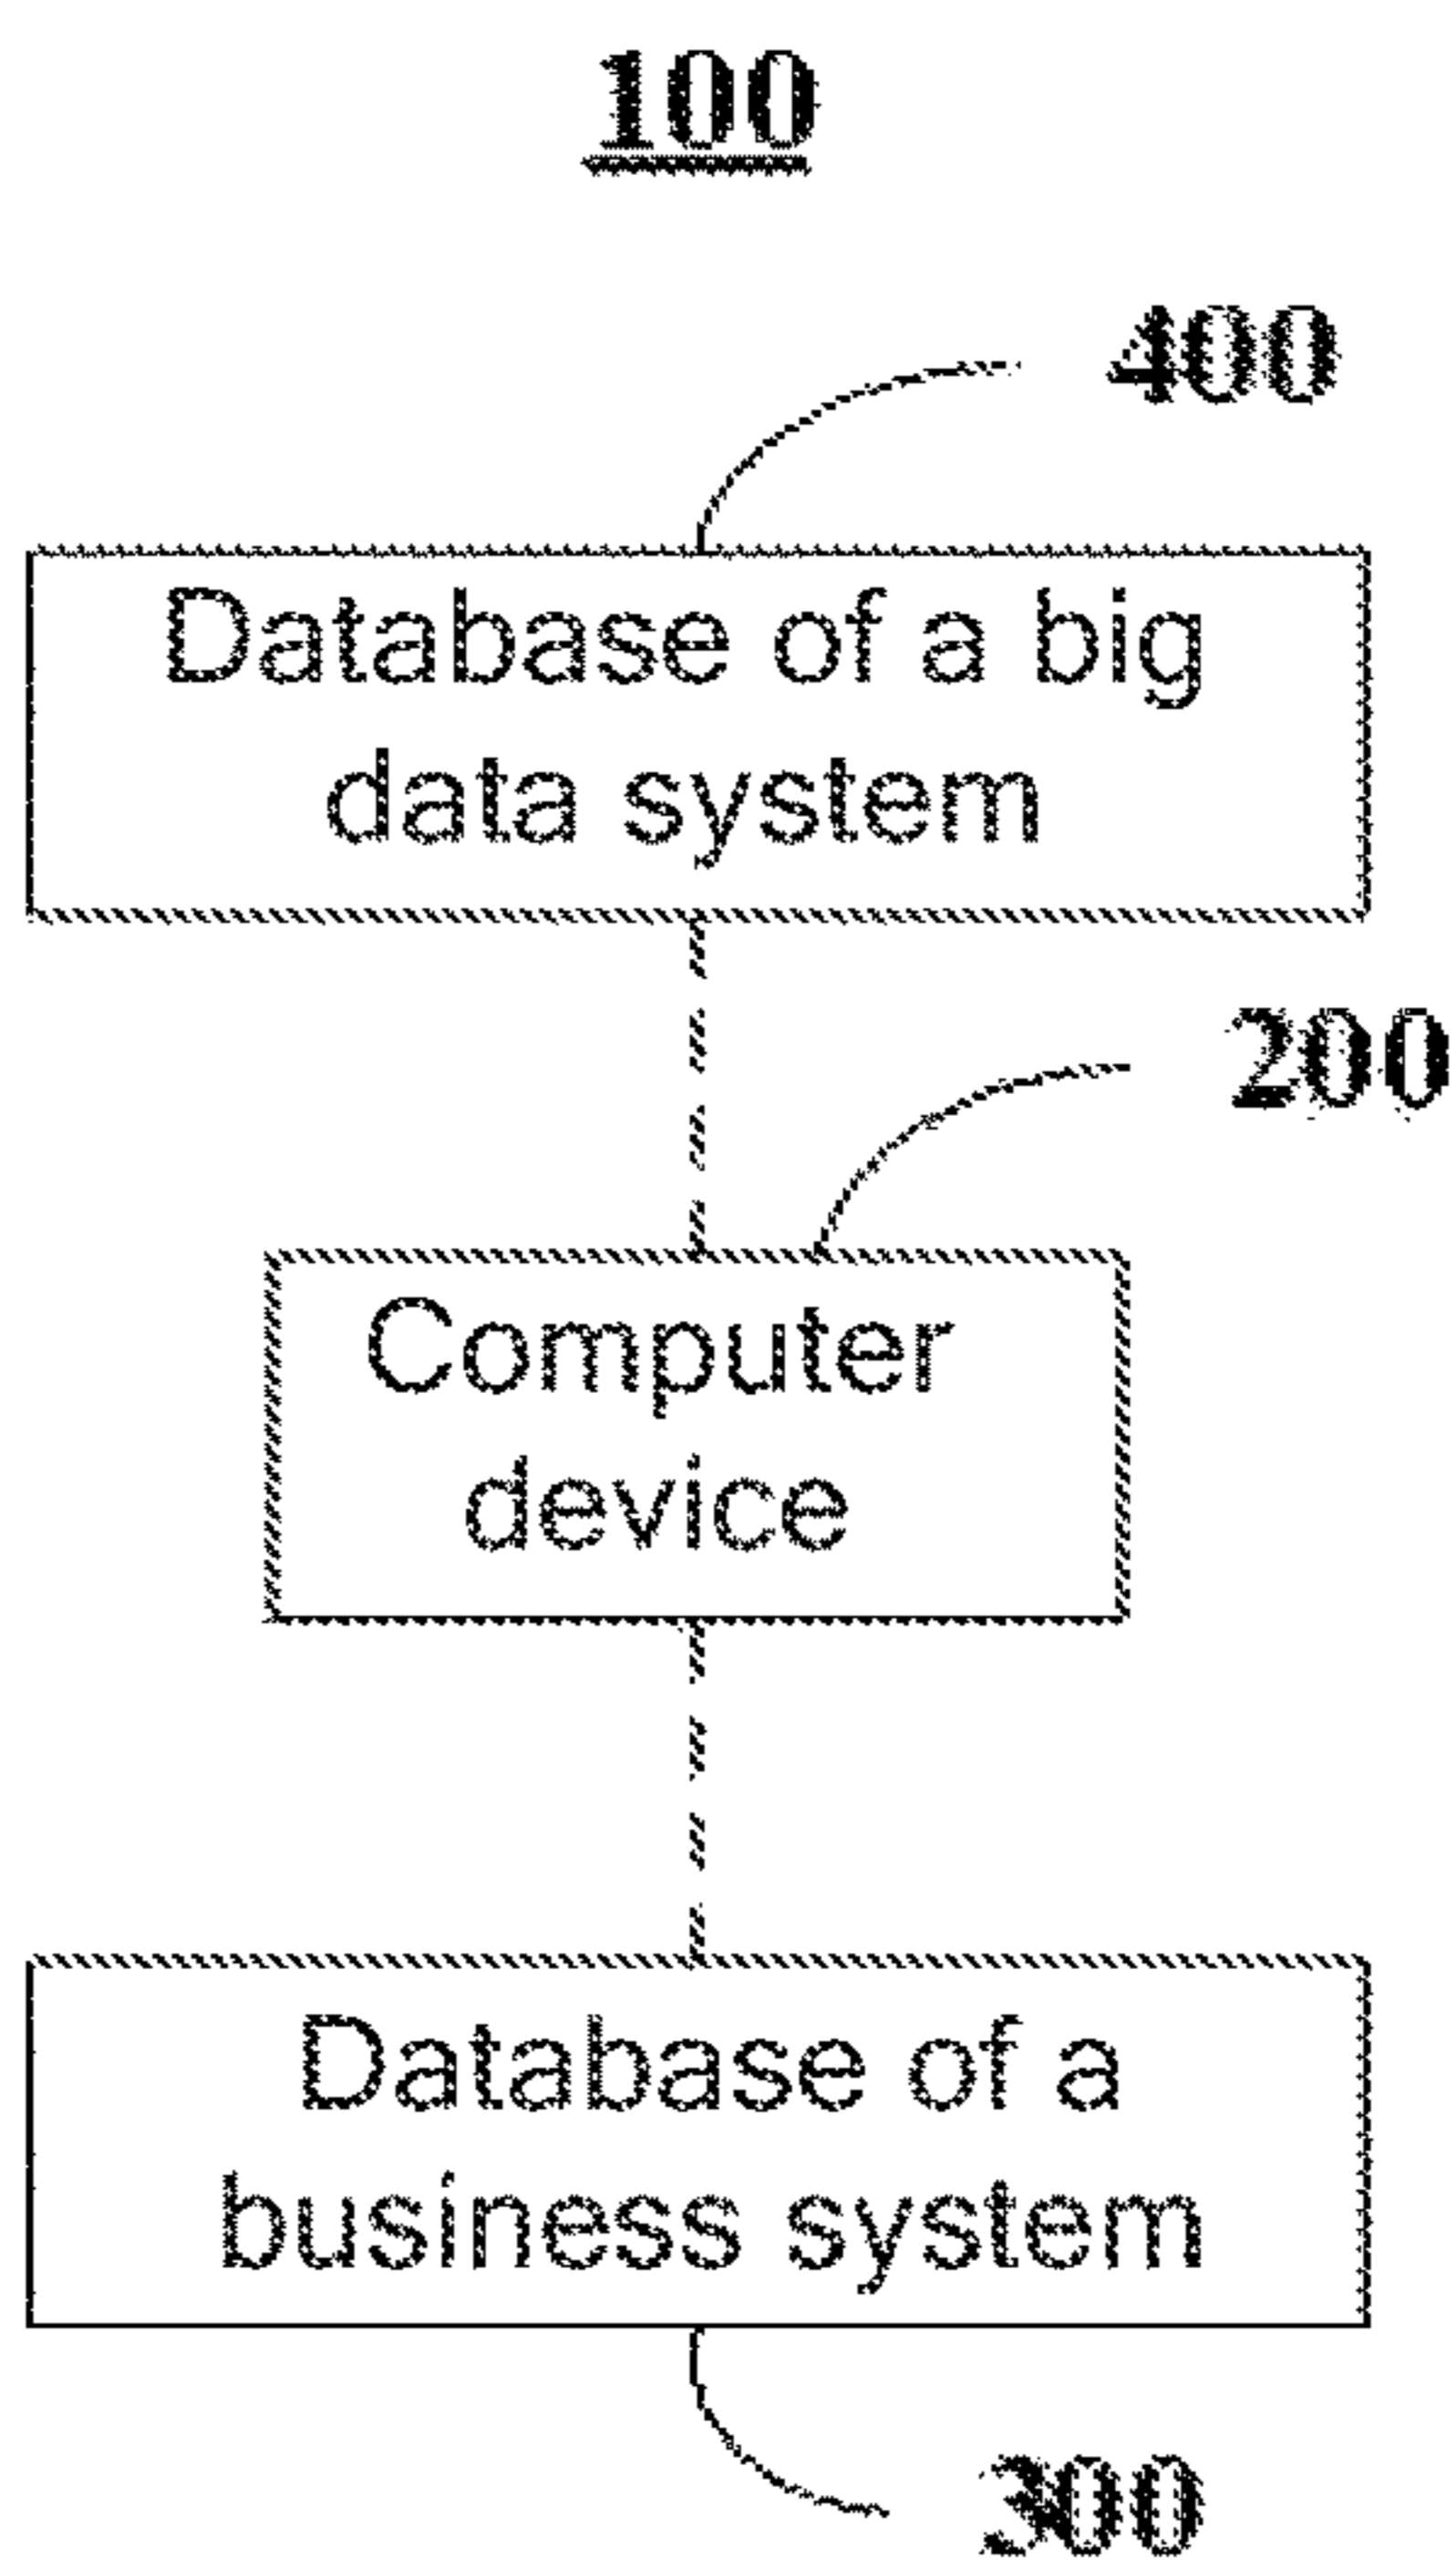 100
400
Database of a big
data system
200
Computer
device
Database of a
business system
300